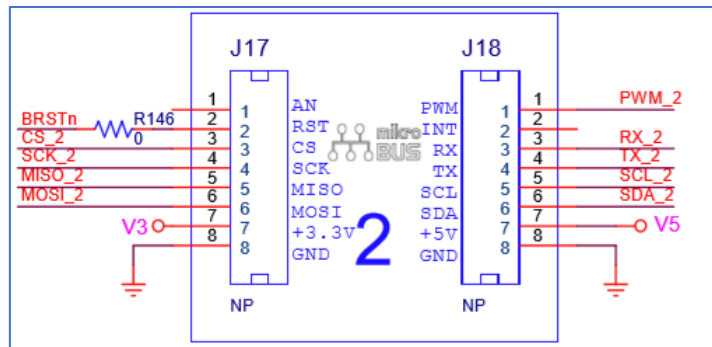 J17
J18
1 1 AN
BRSTn R146 2 2 RST
0
CS_2 3 3 CS
SCK_2 4 4 SCK
MISO_2 5 5 MISO
MOSI_2 6 6 MOSI
V3 7 7 +3.3V
8 8 GND
NP
mikro
BUS
2
PWM 1 1 PWM_2
INT 2 2
RX 3 3 RX_2
TX 4 4 TX_2
SCL 5 5 SCL_2
SDA 6 6 SDA_2
+5V 7 7 V5
GND 8 8
NP